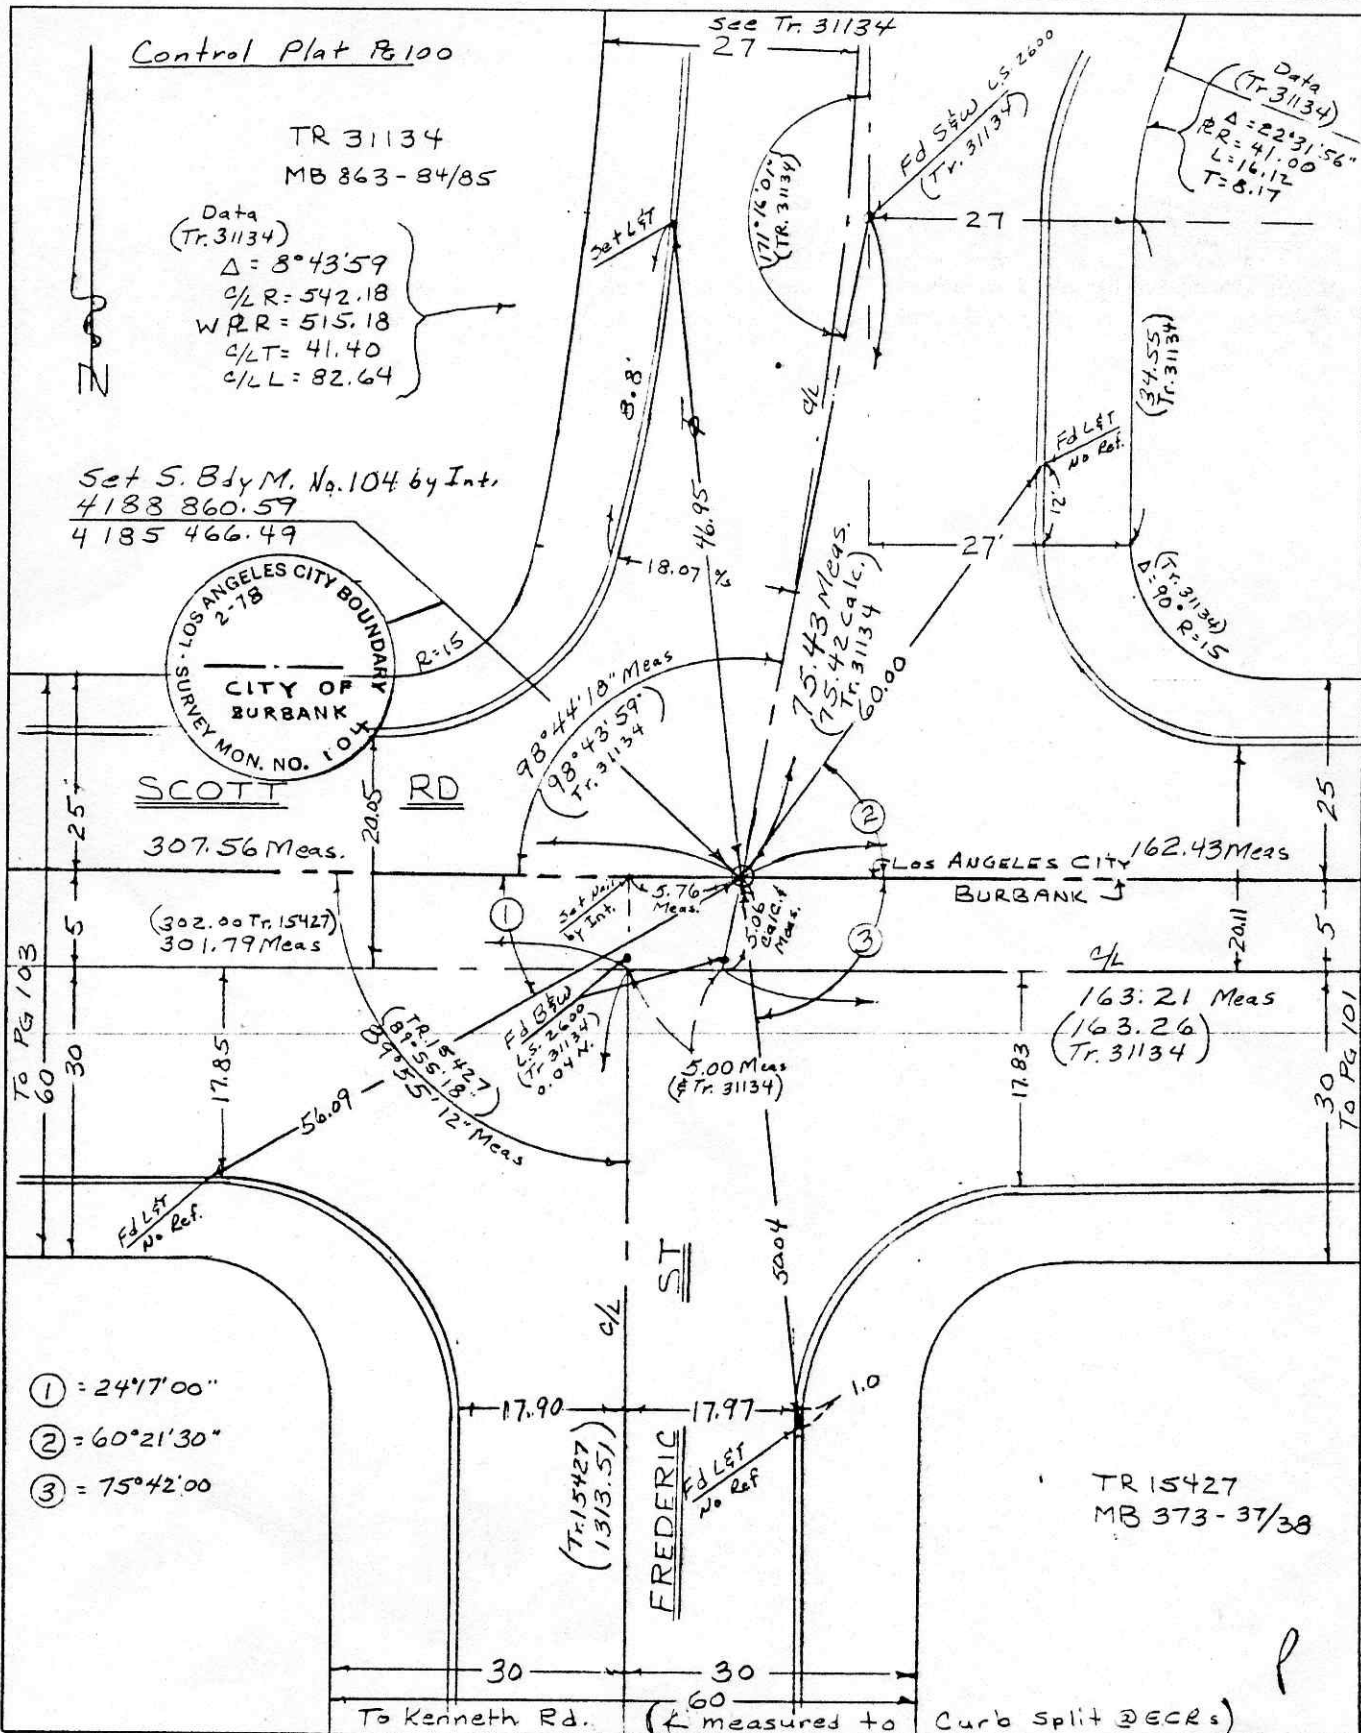 Control Plat Pg 100
see Tr. 31134
27
TR 31134
MB 863-84/85
Data
(Tr. 31134)
Δ = 8°43'59
C/L R = 542.18
W PL R = 515.18
C/L T = 41.40
C/L L = 82.64
N
Set L&T
171°16'01"
(TR. 31134)
Fd S&W L.S. 2600
(Tr. 31134)
Data
(Tr. 31134)
Δ = 22°31'56"
PL R = 41.00
L = 16.12
T = 8.17
27
(34.55)
Tr. 31134
8.8'
C/L
46.95
Fd L&T
No Ref.
12'
27'
(Tr. 31134)
Δ = 90° R = 15
Set S. Bdy M. No. 104 by Int.
4188 860.59
4185 466.49
18.07 o/s
75.43 Meas.
(75.42 Calc.)
Tr. 31134
60.00
LOS ANGELES CITY BOUNDARY
2-78
CITY OF
BURBANK
SURVEY MON. NO. 104
R=15
98°44'18" Meas
(98°43'59"
Tr. 31134)
SCOTT RD
25
20.05
307.56 Meas.
(302.00 Tr. 15427)
301.79 Meas
5
Set Nail
by Int.
5.76
Meas.
5.06
Calc. &
Meas.
1
2
3
LOS ANGELES CITY
BURBANK
162.43 Meas
25
5
20.11
C/L
163.21 Meas
(163.26)
(Tr. 31134)
To PG 103
60
30
17.85
(TR. 15427
89°55'18")
89°55'12" Meas
Fd B&W
L.S. 2600
(Tr 31134)
0.04 N.
5.00 Meas
(& Tr. 31134)
17.83
30
To PG 101
56.09
Fd L&T
No Ref.
C/L
ST
50.04
1 = 24°17'00"
2 = 60°21'30"
3 = 75°42'00
17.90
17.97
1.0
(Tr. 15427)
(1313.51)
FREDERIC
Fd L&T
No Ref
TR 15427
MB 373-37/38
30
30
60
To Kenneth Rd.
measured to Curb Split @ ECRs)